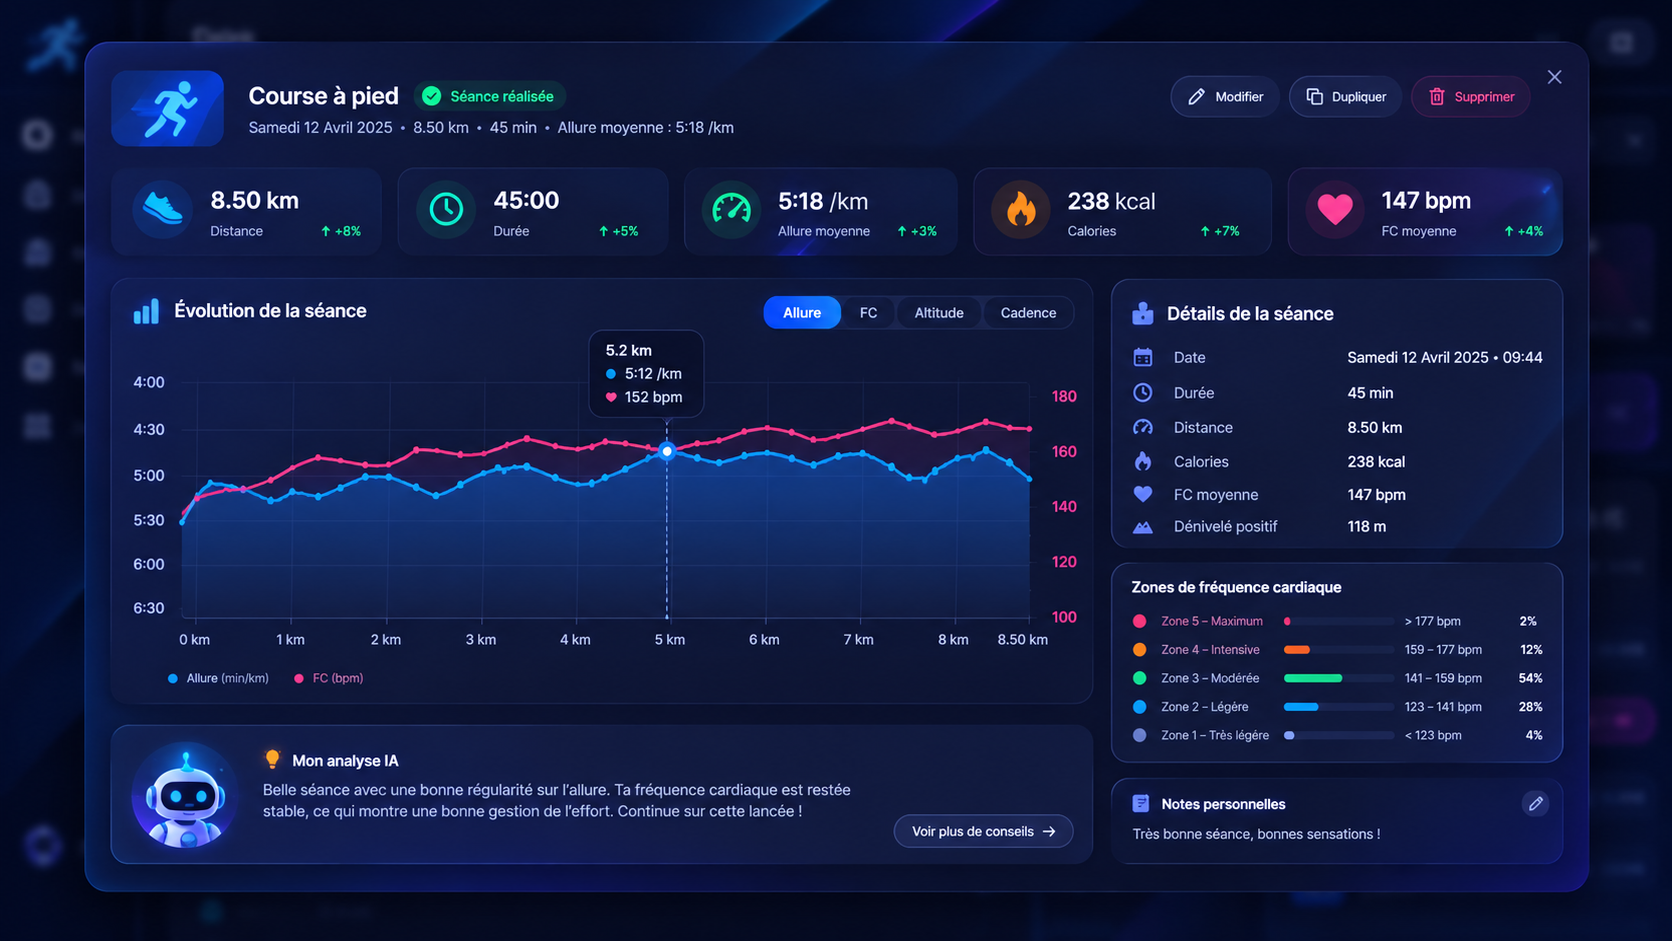 Course à pied
Séance réalisée
Samedi 12 Avril 2025 • 8.50 km • 45 min • Allure moyenne : 5:18 /km
Modifier
Dupliquer
Supprimer
8.50 km
Distance
+8%
45:00
Durée
+5%
5:18 /km
Allure moyenne
+3%
238 kcal
Calories
+7%
147 bpm
FC moyenne
+4%
Évolution de la séance
Allure
FC
Altitude
Cadence
5.2 km
5:12 /km
152 bpm
4:00
4:30
5:00
5:30
6:00
6:30
180
160
140
120
100
0 km
1 km
2 km
3 km
4 km
5 km
6 km
7 km
8 km
8.50 km
Allure (min/km)
FC (bpm)
Mon analyse IA
Belle séance avec une bonne régularité sur l'allure. Ta fréquence cardiaque est restée
stable, ce qui montre une bonne gestion de l'effort. Continue sur cette lancée !
Voir plus de conseils →
Détails de la séance
Date
Samedi 12 Avril 2025 • 09:44
Durée
45 min
Distance
8.50 km
Calories
238 kcal
FC moyenne
147 bpm
Dénivelé positif
118 m
Zones de fréquence cardiaque
Zone 5 – Maximum
> 177 bpm
2%
Zone 4 – Intensive
159 – 177 bpm
12%
Zone 3 – Modérée
141 – 159 bpm
54%
Zone 2 – Légère
123 – 141 bpm
28%
Zone 1 – Très légére
< 123 bpm
4%
Notes personnelles
Très bonne séance, bonnes sensations !